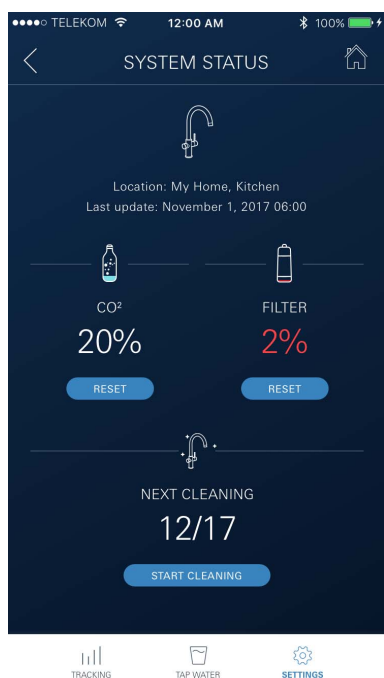 TELEKOM 12:00 AM 100%
SYSTEM STATUS
Location: My Home, Kitchen
Last update: November 1, 2017 06:00
CO² FILTER
20% 2%
RESET RESET
NEXT CLEANING
12/17
START CLEANING
TRACKING TAP WATER SETTINGS